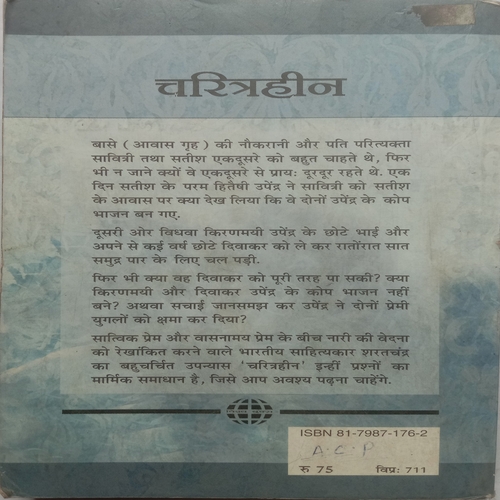 चरित्रहीन
बासे ( आवास गृह ) की नौकरानी और पति परित्यक्ता
सावित्री तथा सतीश एकदूसरे को बहुत चाहते थे, फिर
भी न जाने क्यों वे एकदूसरे से प्राय: दूरदूर रहते थे. एक
दिन सतीश के परम हितैषी उपेंद्र ने सावित्री को सतीश
के आवास पर क्या देख लिया कि वे दोनों उपेंद्र के कोप
भाजन बन गए.
दूसरी ओर विधवा किरणमयी उपेंद्र के छोटे भाई और
अपने से कई वर्ष छोटे दिवाकर को ले कर रातोंरात सात
समुद्र पार के लिए चल पड़ी.
फिर भी क्या वह दिवाकर को पूरी तरह पा सकी? क्या
किरणमयी और दिवाकर उपेंद्र के कोप भाजन नहीं
बने? अथवा सचाई जानसमझ कर उपेंद्र ने दोनों प्रेमी
युगलों को क्षमा कर दिया?
सात्विक प्रेम और वासनामय प्रेम के बीच नारी की वेदना
को रेखांकित करने वाले भारतीय साहित्यकार शरतचंद्र
का बहुचर्चित उपन्यास 'चरित्रहीन' इन्हीं प्रश्नों का
मार्मिक समाधान है, जिसे आप अवश्य पढ़ना चाहेंगे.
ISBN 81-7987-176-2
A.C.P
रु 75 विप्र: 711